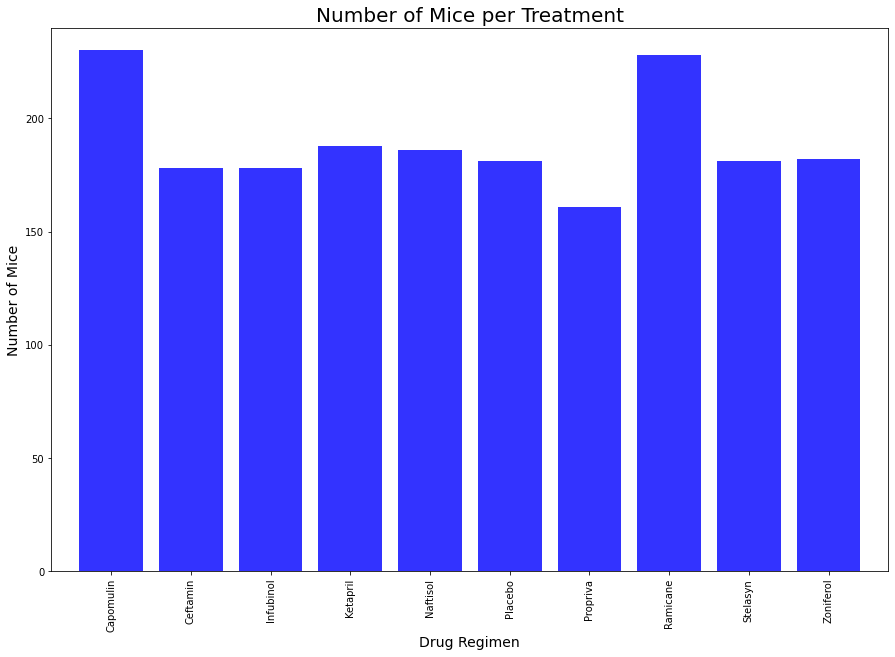 Number of Mice per Treatment
Number of Mice
200
150
100
50
0
Capomulin
Ceftamin
Infubinol
Ketapril
Naftisol
Placebo
Propriva
Ramicane
Stelasyn
Zoniferol
Drug Regimen